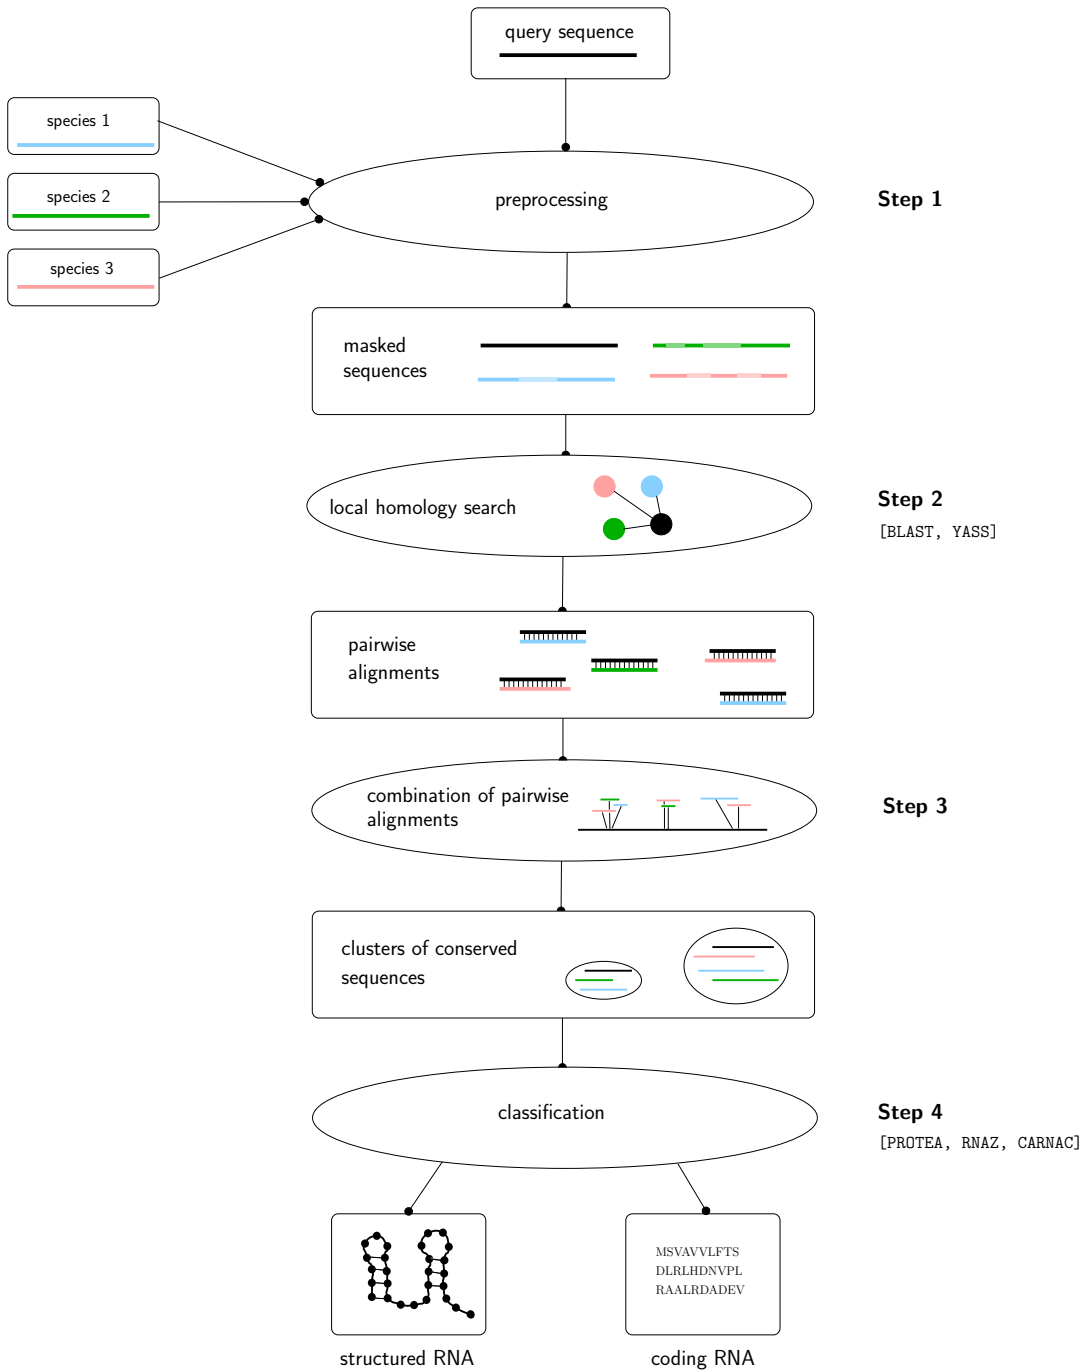 query sequence
species 1
species 2
species 3
preprocessing
Step 1
masked
sequences
local homology search
Step 2
[BLAST, YASS]
pairwise
alignments
combination of pairwise
alignments
Step 3
clusters of conserved
sequences
classification
Step 4
[PROTEA, RNAZ, CARNAC]
MSVAVVLFTS
DLRLHDNVPL
RAALRDADEV
structured RNA
coding RNA